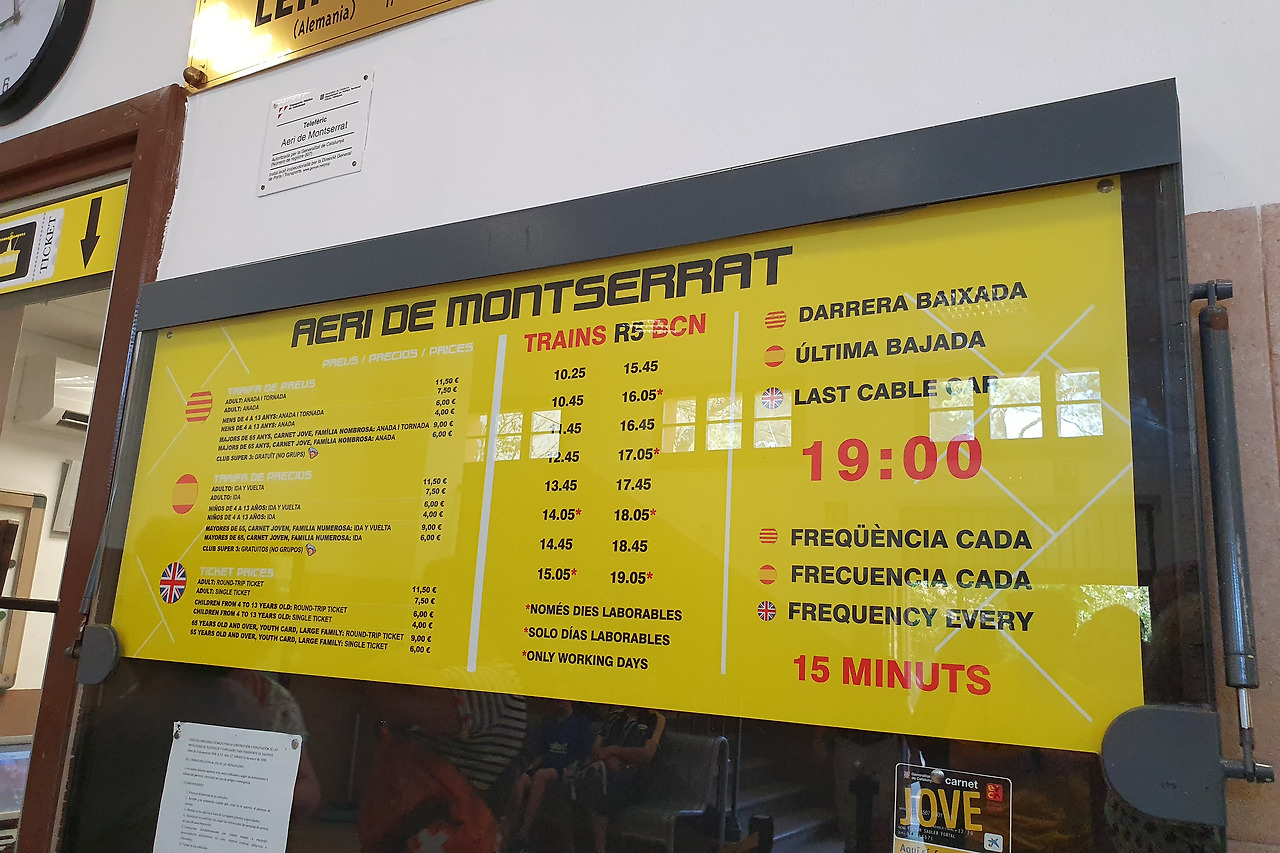 (Alemania)
6
TICKET
Telefèric
Aeri de Montserrat
Autoritzada per la Generalitat de Catalunya
AERI DE MONTSERRAT
PREUS / PRECIOS / PRICES
TARIFA DE PREUS
ADULT: ANADA I TORNADA 11,50 €
ADULT: ANADA 7,50 €
NENS DE 4 A 13 ANYS: ANADA I TORNADA 6,00 €
NENS DE 4 A 13 ANYS: ANADA 4,00 €
MAJORS DE 65 ANYS, CARNET JOVE, FAMÍLIA NOMBROSA: ANADA I TORNADA 9,00 €
MAJORS DE 65 ANYS, CARNET JOVE, FAMÍLIA NOMBROSA: ANADA 6,00 €
CLUB SUPER 3: GRATUÏT (NO GRUPS)
TARIFA DE PRECIOS
ADULTO: IDA Y VUELTA 11,50 €
ADULTO: IDA 7,50 €
NIÑOS DE 4 A 13 AÑOS: IDA Y VUELTA 6,00 €
NIÑOS DE 4 A 13 AÑOS: IDA 4,00 €
MAYORES DE 65, CARNET JOVEN, FAMILIA NUMEROSA: IDA Y VUELTA 9,00 €
MAYORES DE 65, CARNET JOVEN, FAMILIA NUMEROSA: IDA 6,00 €
CLUB SUPER 3: GRATUITOS (NO GRUPOS)
TICKET PRICES
ADULT: ROUND-TRIP TICKET 11,50 €
ADULT: SINGLE TICKET 7,50 €
CHILDREN FROM 4 TO 13 YEARS OLD: ROUND-TRIP TICKET 6,00 €
CHILDREN FROM 4 TO 13 YEARS OLD: SINGLE TICKET 4,00 €
65 YEARS OLD AND OVER, YOUTH CARD, LARGE FAMILY: ROUND-TRIP TICKET 9,00 €
65 YEARS OLD AND OVER, YOUTH CARD, LARGE FAMILY: SINGLE TICKET 6,00 €
TRAINS R5 BCN
10.25 15.45
10.45 16.05*
11.45 16.45
12.45 17.05*
13.45 17.45
14.05* 18.05*
14.45 18.45
15.05* 19.05*
*NOMÉS DIES LABORABLES
*SOLO DÍAS LABORABLES
*ONLY WORKING DAYS
DARRERA BAIXADA
ÚLTIMA BAJADA
LAST CABLE CAR
19:00
FREQÜÈNCIA CADA
FRECUENCIA CADA
FREQUENCY EVERY
15 MINUTS
carnet
JOVE